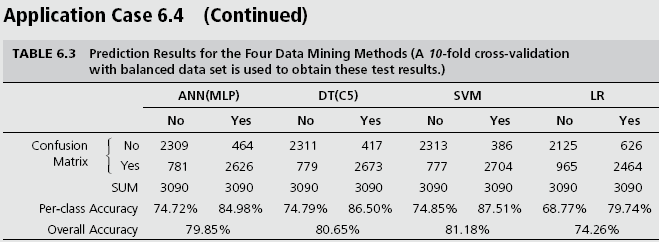 Application Case 6.4 (Continued)
TABLE 6.3 Prediction Results for the Four Data Mining Methods (A 10-fold cross-validation
with balanced data set is used to obtain these test results.)
ANN(MLP) DT(C5) SVM LR
No Yes No Yes No Yes No Yes
Confusion Matrix No 2309 464 2311 417 2313 386 2125 626
Yes 781 2626 779 2673 777 2704 965 2464
SUM 3090 3090 3090 3090 3090 3090 3090 3090
Per-class Accuracy 74.72% 84.98% 74.79% 86.50% 74.85% 87.51% 68.77% 79.74%
Overall Accuracy 79.85% 80.65% 81.18% 74.26%